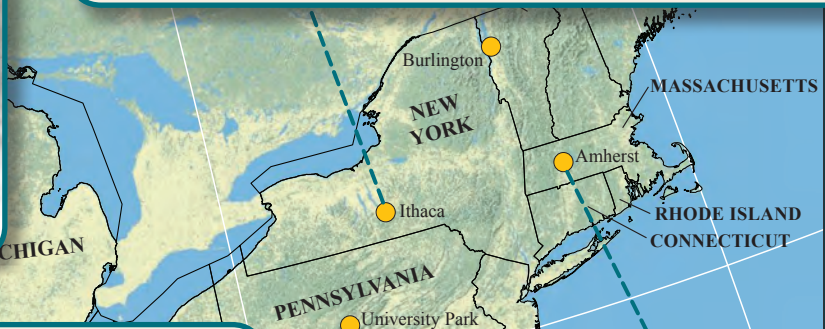 Burlington
NEW
YORK
MASSACHUSETTS
Amherst
Ithaca
RHODE ISLAND
CONNECTICUT
CHIGAN
PENNSYLVANIA
University Park